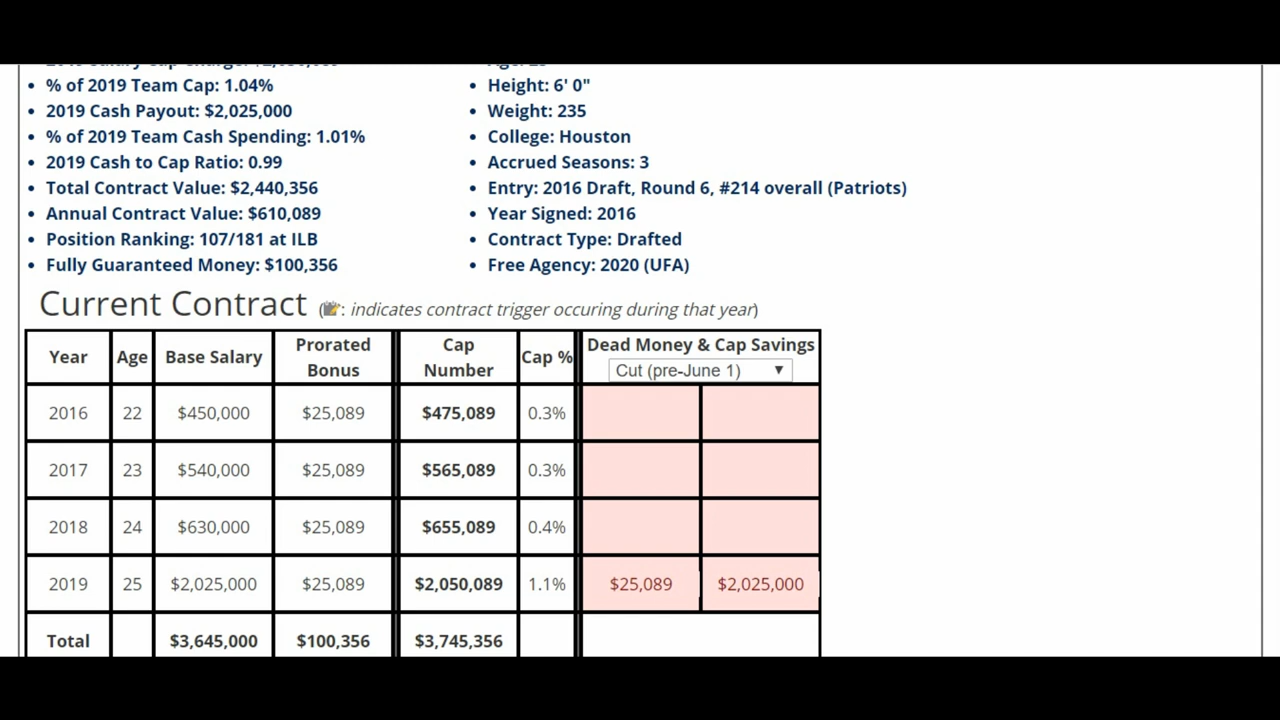 % of 2019 Team Cap: 1.04%
2019 Cash Payout: $2,025,000
% of 2019 Team Cash Spending: 1.01%
2019 Cash to Cap Ratio: 0.99
Total Contract Value: $2,440,356
Annual Contract Value: $610,089
Position Ranking: 107/181 at ILB
Fully Guaranteed Money: $100,356
Height: 6' 0"
Weight: 235
College: Houston
Accrued Seasons: 3
Entry: 2016 Draft, Round 6, #214 overall (Patriots)
Year Signed: 2016
Contract Type: Drafted
Free Agency: 2020 (UFA)
Current Contract ( : indicates contract trigger occuring during that year)
Year Age Base Salary Prorated Bonus Cap Number Cap % Dead Money & Cap Savings
Cut (pre-June 1)
2016 22 $450,000 $25,089 $475,089 0.3%
2017 23 $540,000 $25,089 $565,089 0.3%
2018 24 $630,000 $25,089 $655,089 0.4%
2019 25 $2,025,000 $25,089 $2,050,089 1.1% $25,089 $2,025,000
Total $3,645,000 $100,356 $3,745,356